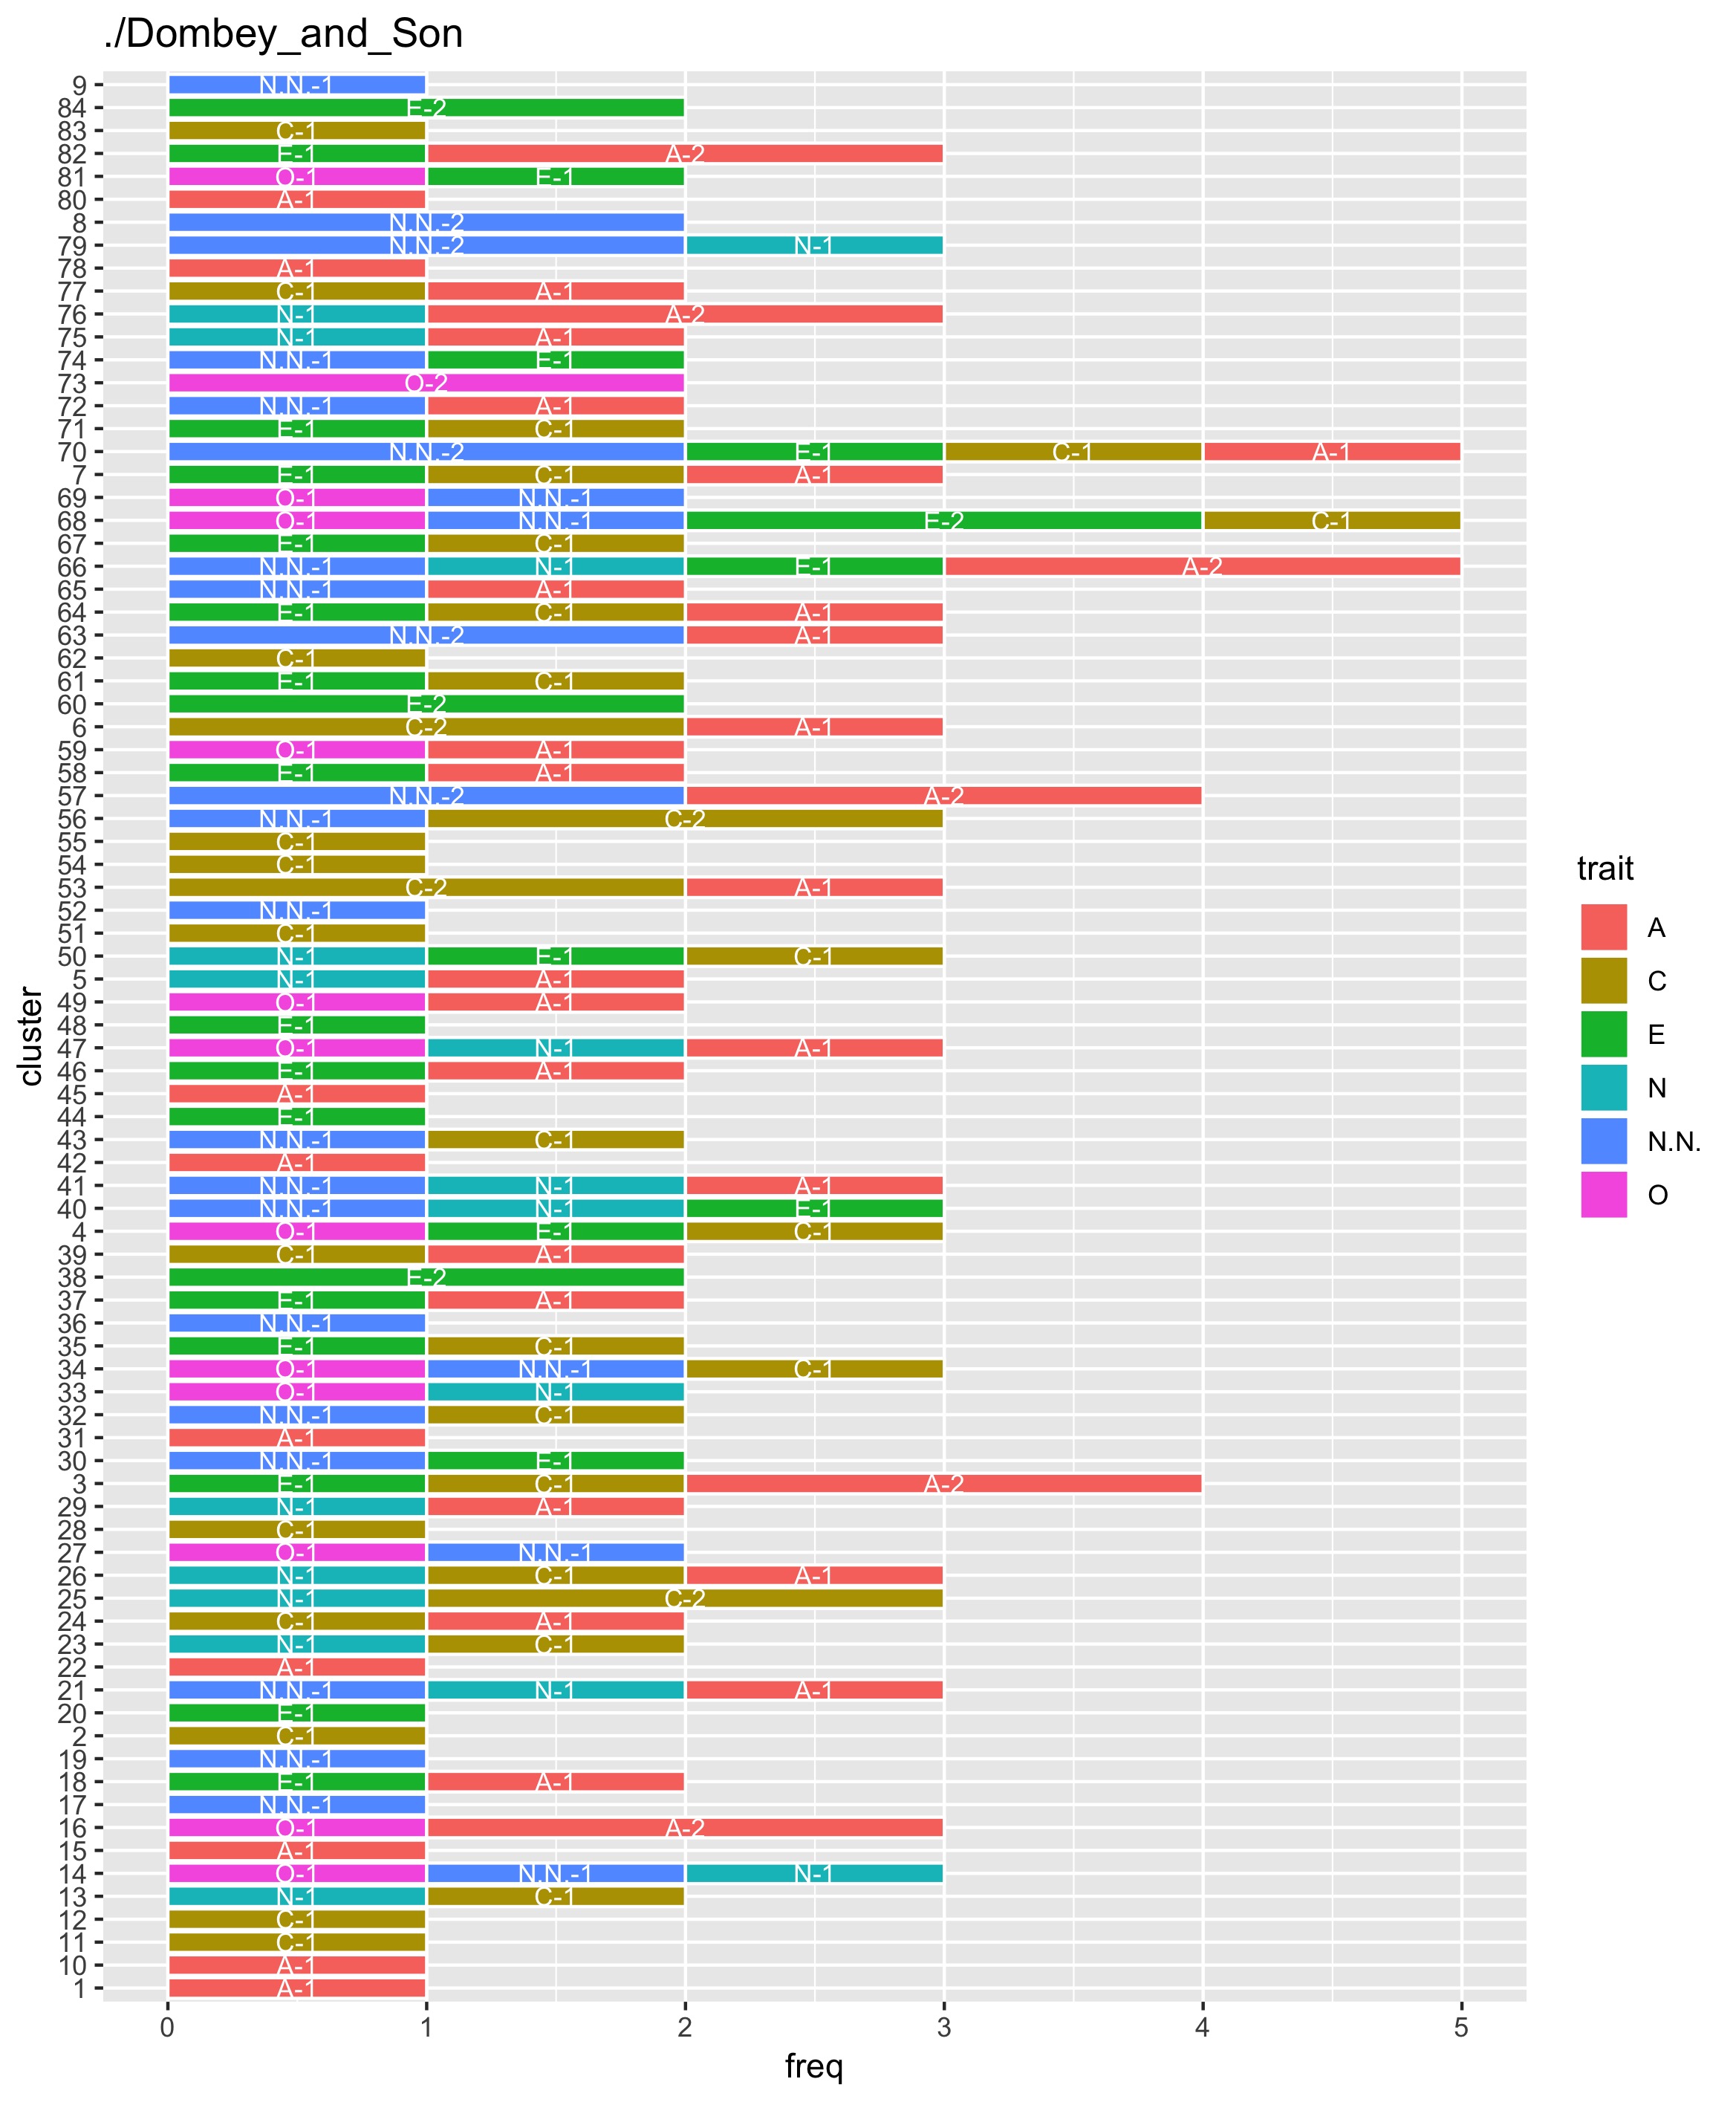 ./Dombey_and_Son
9 N.N.-1
84 E-2
83 C-1
82 E-1 A-2
81 O-1 E-1
80 A-1
8 N.N.-2
79 N.N.-2 N-1
78 A-1
77 C-1 A-1
76 N-1 A-2
75 N-1 A-1
74 N.N.-1 E-1
73 O-2
72 N.N.-1 A-1
71 E-1 C-1
70 N.N.-2 E-1 C-1 A-1
7 E-1 C-1 A-1
69 O-1 N.N.-1
68 O-1 N.N.-1 E-2 C-1
67 E-1 C-1
66 N.N.-1 N-1 E-1 A-2
65 N.N.-1 A-1
64 E-1 C-1 A-1
63 N.N.-2 A-1
62 C-1
61 E-1 C-1
60 E-2
6 C-2 A-1
59 O-1 A-1
58 E-1 A-1
57 N.N.-2 A-2
56 N.N.-1 C-2
55 C-1
54 C-1
53 C-2 A-1
52 N.N.-1
51 C-1
50 N-1 E-1 C-1
5 N-1 A-1
49 O-1 A-1
48 E-1
47 O-1 N-1 A-1
46 E-1 A-1
45 A-1
44 E-1
43 N.N.-1 C-1
42 A-1
41 N.N.-1 N-1 A-1
40 N.N.-1 N-1 E-1
4 O-1 E-1 C-1
39 C-1 A-1
38 E-2
37 E-1 A-1
36 N.N.-1
35 E-1 C-1
34 O-1 N.N.-1 C-1
33 O-1 N-1
32 N.N.-1 C-1
31 A-1
30 N.N.-1 E-1
3 E-1 C-1 A-2
29 N-1 A-1
28 C-1
27 O-1 N.N.-1
26 N-1 C-1 A-1
25 N-1 C-2
24 C-1 A-1
23 N-1 C-1
22 A-1
21 N.N.-1 N-1 A-1
20 E-1
2 C-1
19 N.N.-1
18 E-1 A-1
17 N.N.-1
16 O-1 A-2
15 A-1
14 O-1 N.N.-1 N-1
13 N-1 C-1
12 C-1
11 C-1
10 A-1
1 A-1
0 1 2 3 4 5
freq
cluster
trait
A
C
E
N
N.N.
O